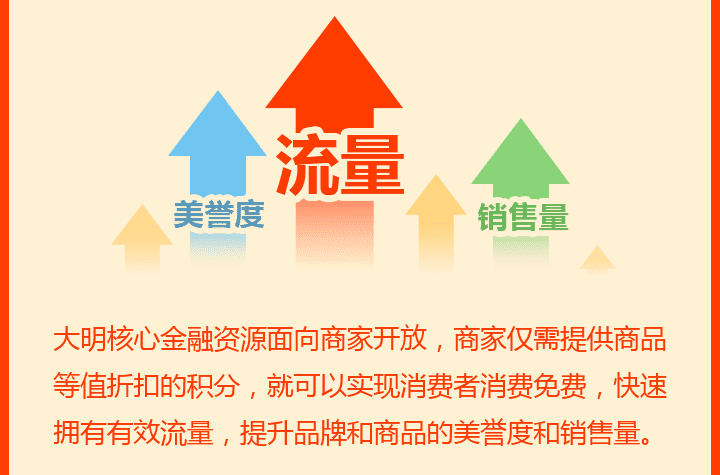 流量
美誉度
销售量
大明核心金融资源面向商家开放，商家仅需提供商品
等值折扣的积分，就可以实现消费者消费免费，快速
拥有有效流量，提升品牌和商品的美誉度和销售量。